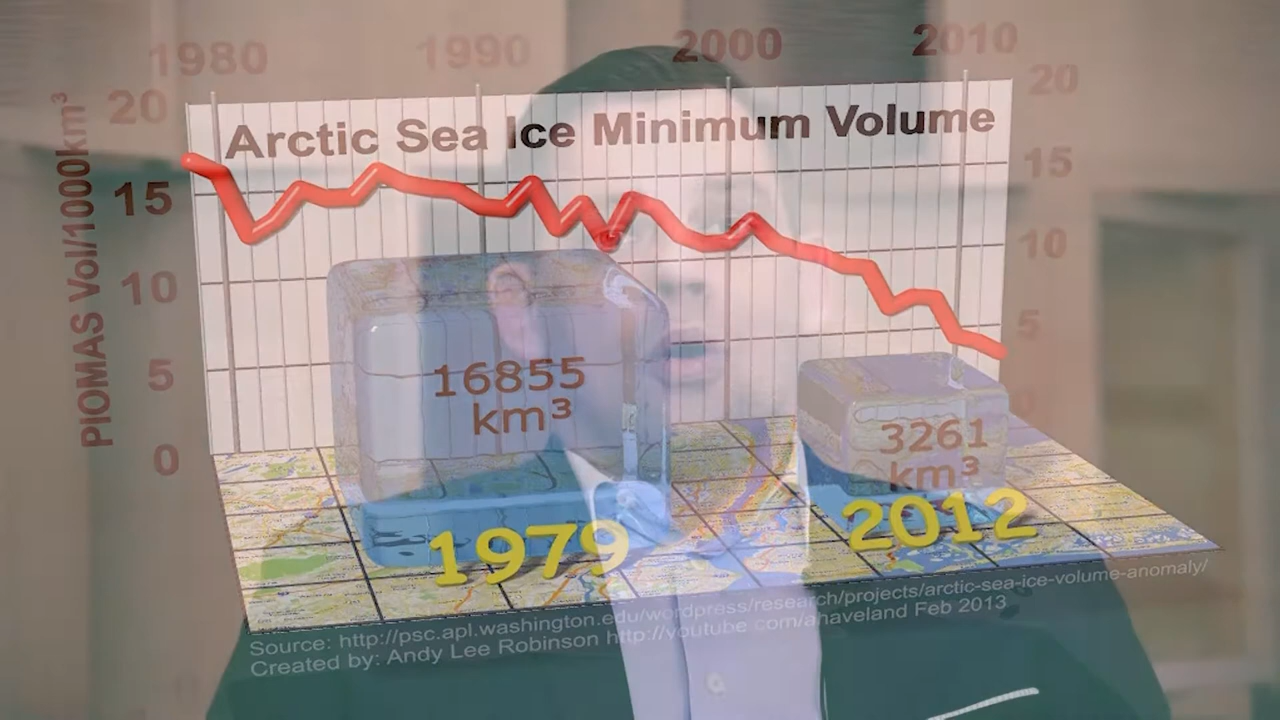 1980 1990 2000 2010
Arctic Sea Ice Minimum Volume
PIOMAS Vol/1000km³
20
15
10
5
0
20
15
10
5
16855
km³
3261
km³
1979
2012
Source: http://psc.apl.washington.edu/wordpress/research/projects/arctic-sea-ice-volume-anomaly/
Created by: Andy Lee Robinson http://youtube com/ahaveland Feb 2013